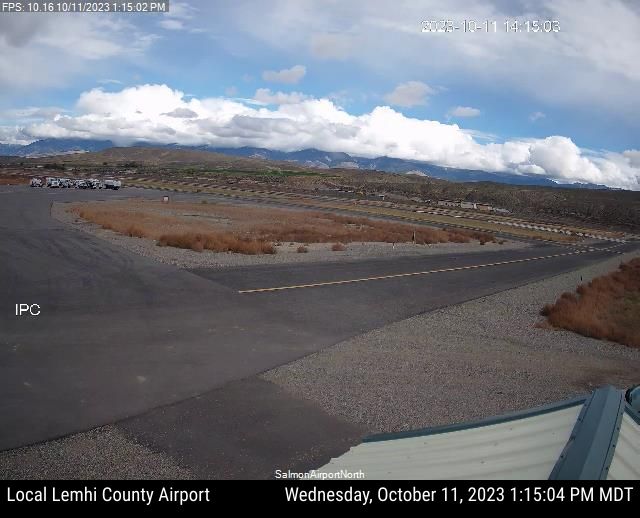 FPS: 10.16 10/11/2023 1:15:02 PM
2023-10-11 14:15:03
IPC
SalmonAirportNorth
Local Lemhi County Airport Wednesday, October 11, 2023 1:15:04 PM MDT